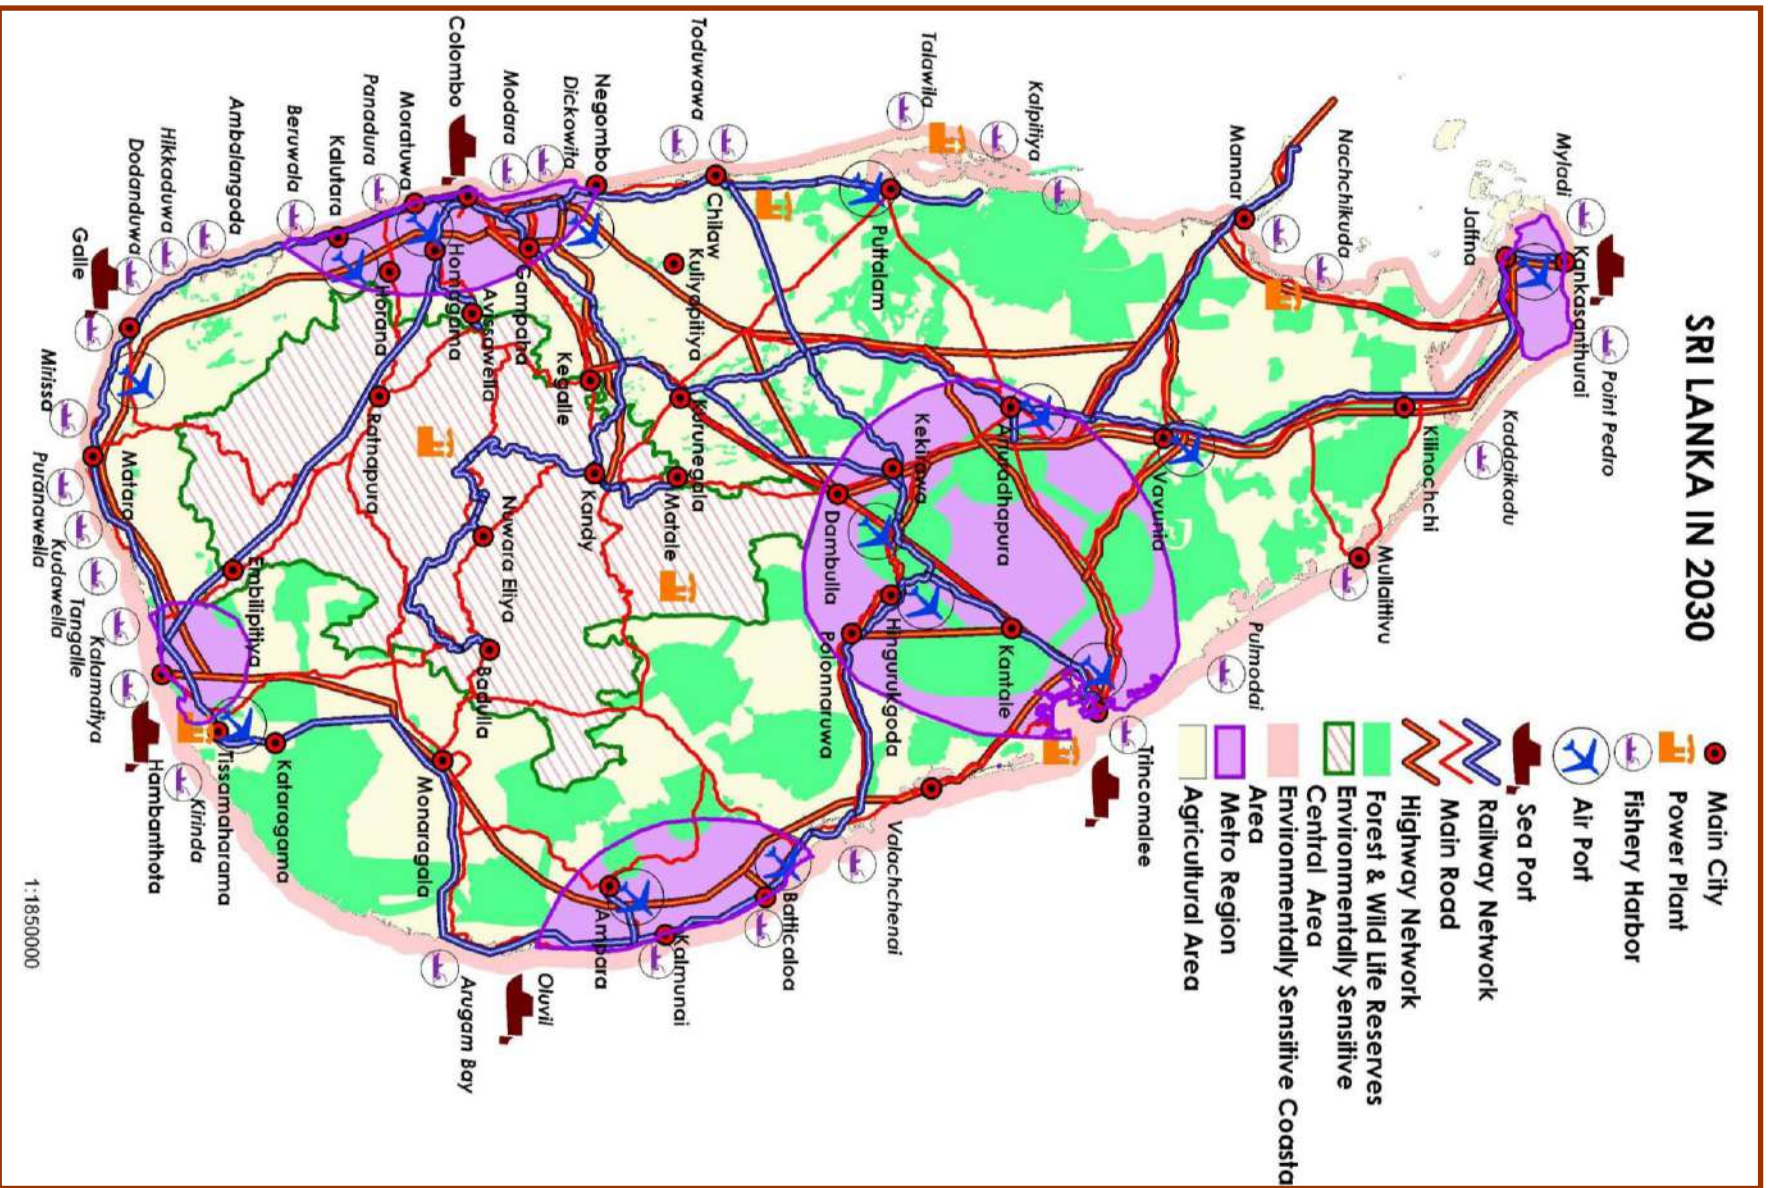 SRI LANKA IN 2030
Main City
Power Plant
Fishery Harbor
Air Port
Sea Port
Railway Network
Main Road
Highway Network
Forest & Wild Life Reserves
Environmentally Sensitive
Central Area
Environmentally Sensitive Coasta
Area
Metro Region
Agricultural Area
Myladi
Kankasanthurai
Point Pedro
Jaffna
Kaddaikadu
Kilinochchi
Nachchikuda
Mullaittivu
Mannar
Vavunila
Pulmodai
Trincomalee
Kalpitiya
Anuradhapura
Kantale
Talawila
Puttalam
Kekirawa
Hingurukgoda
Valachchenai
Dambulla
Polonnaruwa
Toduwawa
Chilaw
Kuliyapitiya
Kurunegala
Matale
Batticaloa
Kalmunai
Negombo
Dickowita
Modara
Gampaha
Kegalle
Kandy
Ampara
Oluvil
Colombo
Homagama
Avissawella
Nuwara Eliya
Badulla
Arugam Bay
Moratuwa
Panadura
Horana
Ratnapura
Monaragala
Kalutara
Beruwala
Ambalangoda
Embilipitiya
Kataragama
Tissamaharama
Kirinda
Hikkaduwa
Dodanduwa
Hambanthota
Galle
Matara
Kalamatiya
Tangalle
Kudawella
Puranawella
Mirissa
1:1850000